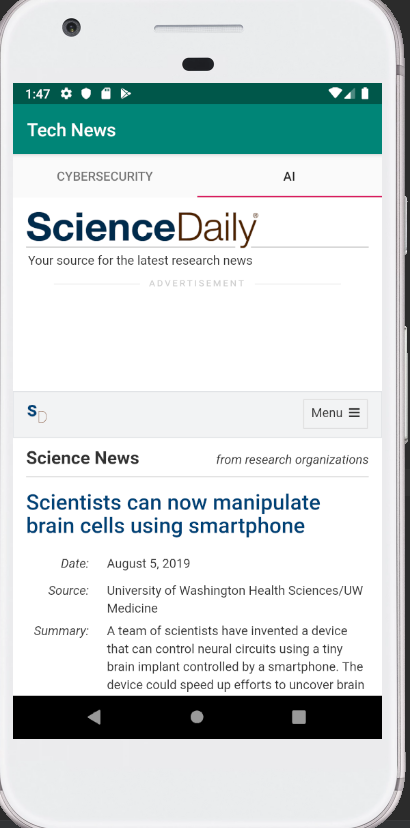 1:47
Tech News
CYBERSECURITY AI
ScienceDaily®
Your source for the latest research news
ADVERTISEMENT
SD Menu
Science News from research organizations
Scientists can now manipulate
brain cells using smartphone
Date: August 5, 2019
Source: University of Washington Health Sciences/UW
Medicine
Summary: A team of scientists have invented a device
that can control neural circuits using a tiny
brain implant controlled by a smartphone. The
device could speed up efforts to uncover brain